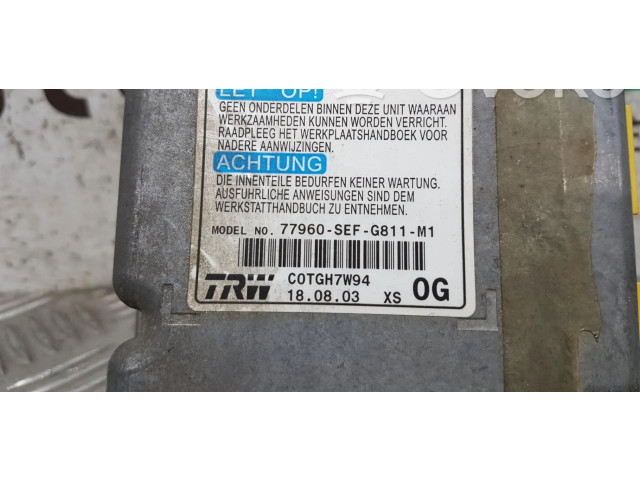 LET OP!
GEEN ONDERDELEN BINNEN DEZE UNIT WAARAAN
WERKZAAMHEDEN KUNNEN WORDEN VERRICHT.
RAADPLEEG HET WERKPLAATSHANDBOEK VOOR
NADERE AANWIJZINGEN.
ACHTUNG
DIE INNENTEILE BEDURFEN KEINER WARTUNG.
AUSFUHRLICHE ANWEISUNGEN SIND DEM
WERKSTATTHANDBUCH ZU ENTNEHMEN.
MODEL NO. 77960-SEF-G811-M1
TRW C0TGH7W94
18.08.03 XS 0G